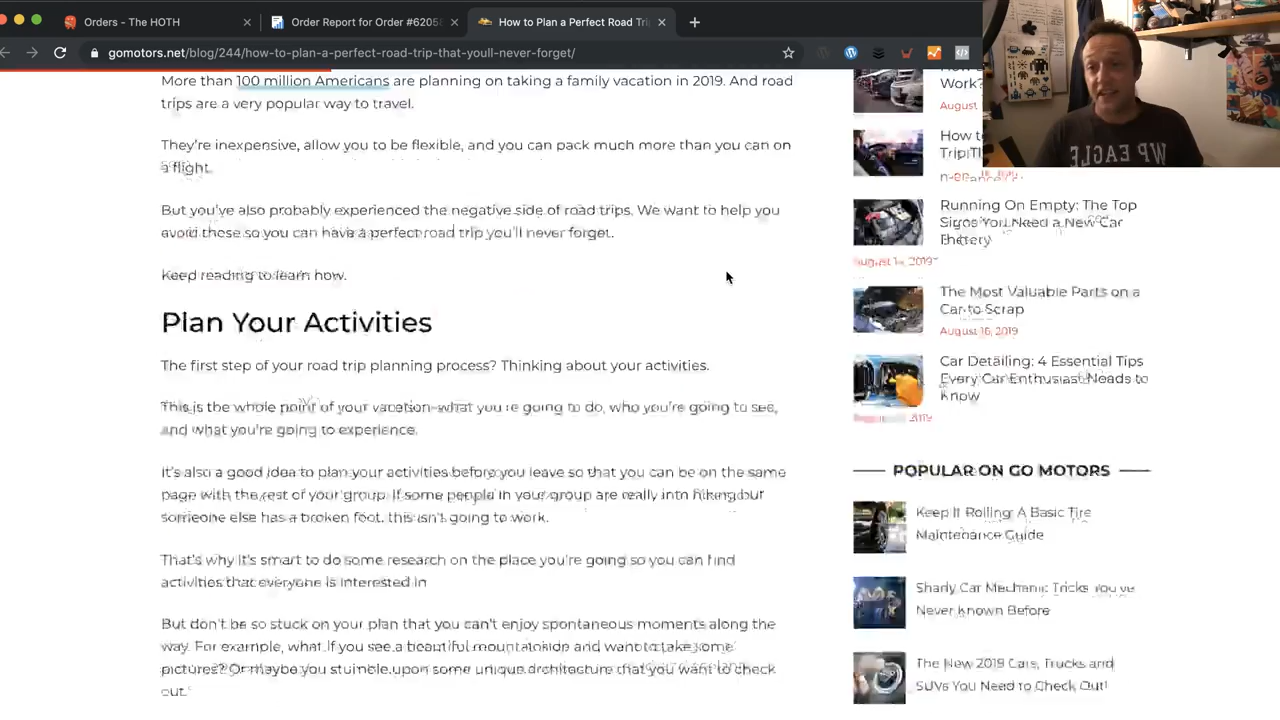 Orders - The HOTH
Order Report for Order #6205
How to Plan a Perfect Road Tri
gomotors.net/blog/244/how-to-plan-a-perfect-road-trip-that-youll-never-forget/
More than 100 million Americans are planning on taking a family vacation in 2019. And road
trips are a very popular way to travel.
They're inexpensive, allow you to be flexible, and you can pack much more than you can on
a flight.
But you've also probably experienced the negative side of road trips. We want to help you
avoid those so you can have a perfect road trip you'll never forget.
Keep reading to learn how.
Plan Your Activities
The first step of your road trip planning process? Thinking about your activities.
This is the whole point of your vacation—what you're going to do, who you're going to see,
and what you're going to experience.
It's also a good idea to plan your activities before you leave so that you can be on the same
page with the rest of your group. If some people in your group are really into hiking but
someone else has a broken foot, this isn't going to work.
That's why it's smart to do some research on the place you're going so you can find
activities that everyone is interested in
But don't be so stuck on your plan that you can't enjoy spontaneous moments along the
way. For example, what if you see a beautiful mountainside and want to take some
pictures? Or maybe you stumble upon some unique architecture that you want to check
out.
Work?
August
How to
Trip Th
Running On Empty: The Top
Signs You Need a New Car
Battery
August 1, 2019
The Most Valuable Parts on a
Car to Scrap
August 16, 2019
Car Detailing: 4 Essential Tips
Every Car Enthusiast Needs to
Know
2019
POPULAR ON GO MOTORS
Keep It Rolling: A Basic Tire
Maintenance Guide
Shady Car Mechanic Tricks You've
Never Known Before
The New 2019 Cars, Trucks and
SUVs You Need to Check Out!
WP EAGLE